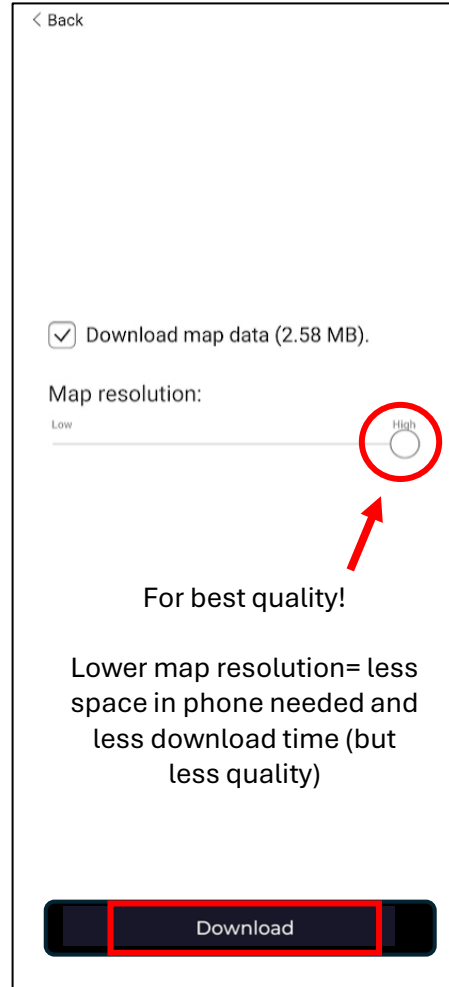 < Back
Download map data (2.58 MB).
Map resolution:
Low
High
For best quality!
Lower map resolution= less
space in phone needed and
less download time (but
less quality)
Download